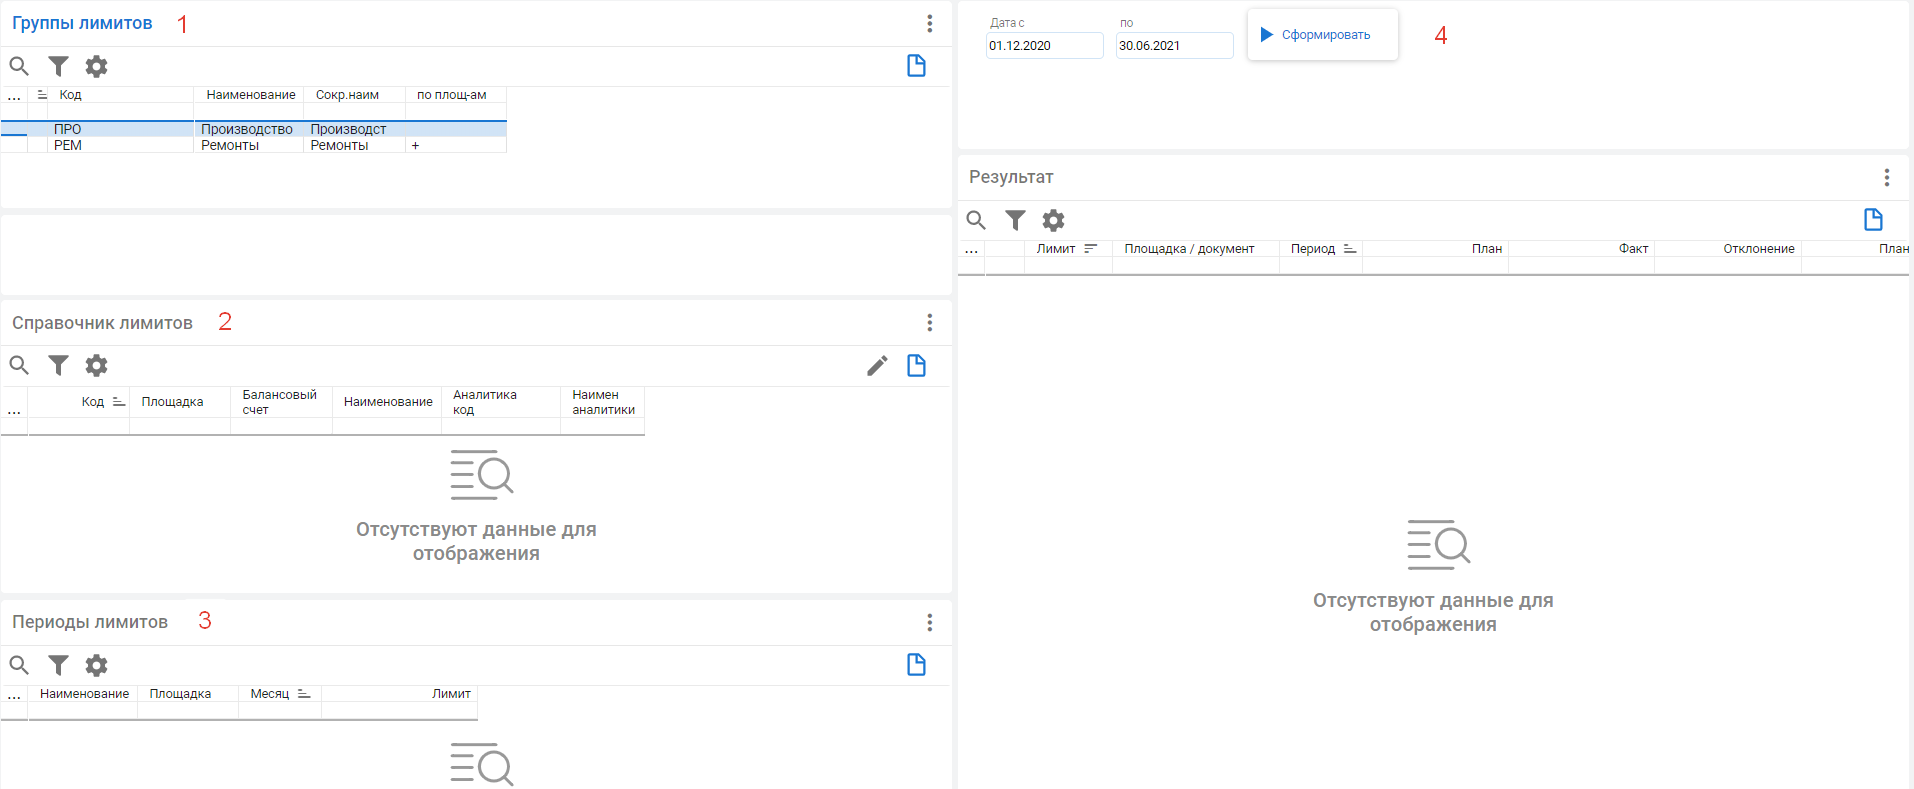 Группы лимитов 1
... Код Наименование Сокр.наим по площ-ам
ПРО Производство Производст
РЕМ Ремонты Ремонты +
Справочник лимитов 2
... Код Площадка Балансовый счет Наименование Аналитика код Наимен аналитики
Отсутствуют данные для
отображения
Периоды лимитов 3
... Наименование Площадка Месяц Лимит
Дата с по
01.12.2020 30.06.2021 Сформировать 4
Результат
... Лимит Площадка / документ Период План Факт Отклонение План
Отсутствуют данные для
отображения